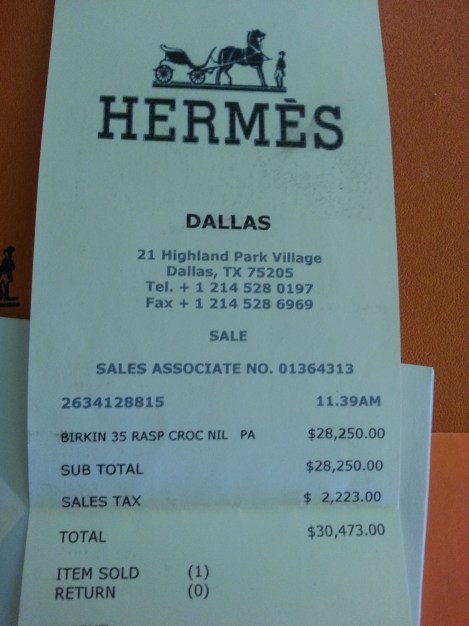 HERMÈS
DALLAS
21 Highland Park Village
Dallas, TX 75205
Tel. + 1 214 528 0197
Fax + 1 214 528 6969
SALE
SALES ASSOCIATE NO. 01364313
2634128815 11.39AM
BIRKIN 35 RASP CROC NIL PA $28,250.00
SUB TOTAL $28,250.00
SALES TAX $ 2,223.00
TOTAL $30,473.00
ITEM SOLD (1)
RETURN (0)